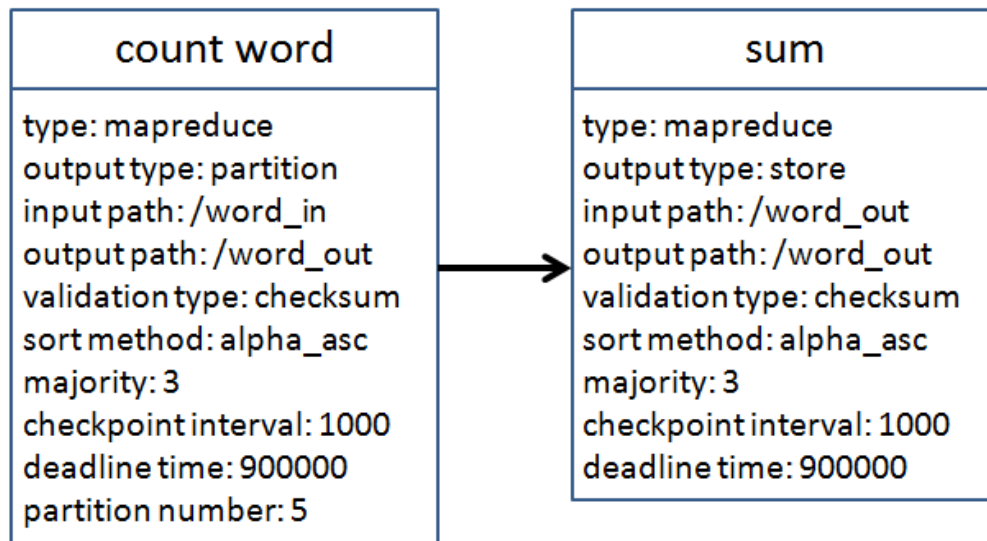 count word
type: mapreduce
output type: partition
input path: /word_in
output path: /word_out
validation type: checksum
sort method: alpha_asc
majority: 3
checkpoint interval: 1000
deadline time: 900000
partition number: 5
sum
type: mapreduce
output type: store
input path: /word_out
output path: /word_out
validation type: checksum
sort method: alpha_asc
majority: 3
checkpoint interval: 1000
deadline time: 900000